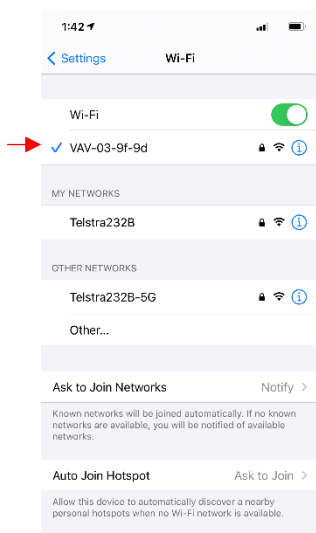 1:42
Settings
Wi-Fi
Wi-Fi
VAV-03-9f-9d
MY NETWORKS
Telstra232B
OTHER NETWORKS
Telstra232B-5G
Other...
Ask to Join Networks Notify
Known networks will be joined automatically. If no known
networks are available, you will be notified of available
networks.
Auto Join Hotspot Ask to Join
Allow this device to automatically discover a nearby
personal hotspots when no Wi-Fi network is available.